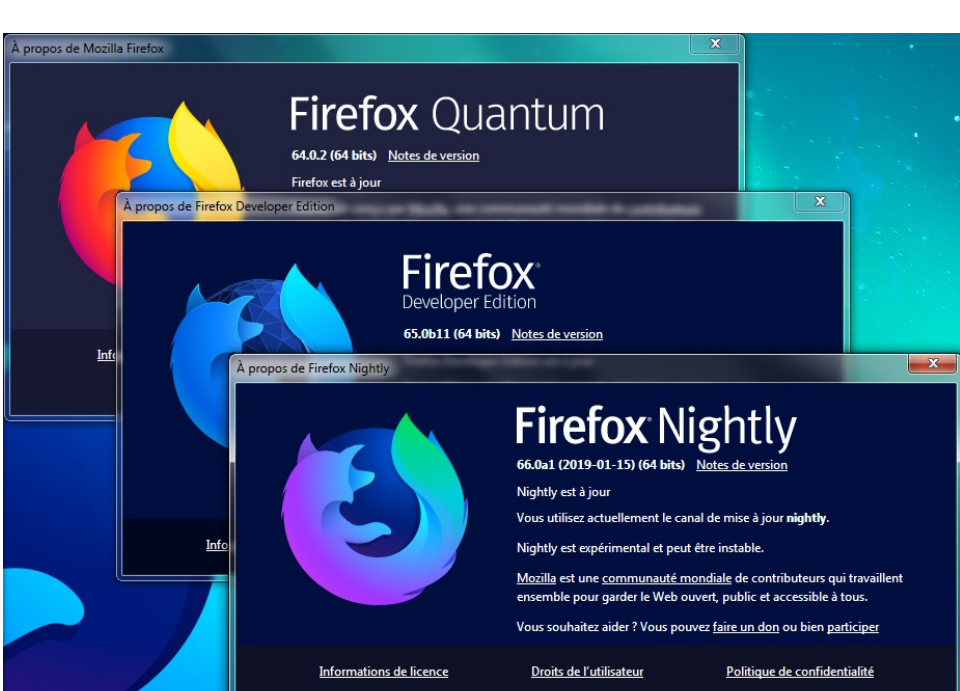 À propos de Mozilla Firefox
Firefox Quantum
64.0.2 (64 bits) Notes de version
Firefox est à jour
À propos de Firefox Developer Edition
Firefox
Developer Edition
65.0b11 (64 bits) Notes de version
Info
À propos de Firefox Nightly
Firefox Nightly
66.0a1 (2019-01-15) (64 bits) Notes de version
Nightly est à jour
Vous utilisez actuellement le canal de mise à jour nightly.
Nightly est expérimental et peut être instable.
Mozilla est une communauté mondiale de contributeurs qui travaillent
ensemble pour garder le Web ouvert, public et accessible à tous.
Vous souhaitez aider ? Vous pouvez faire un don ou bien participer
Informations de licence Droits de l’utilisateur Politique de confidentialité